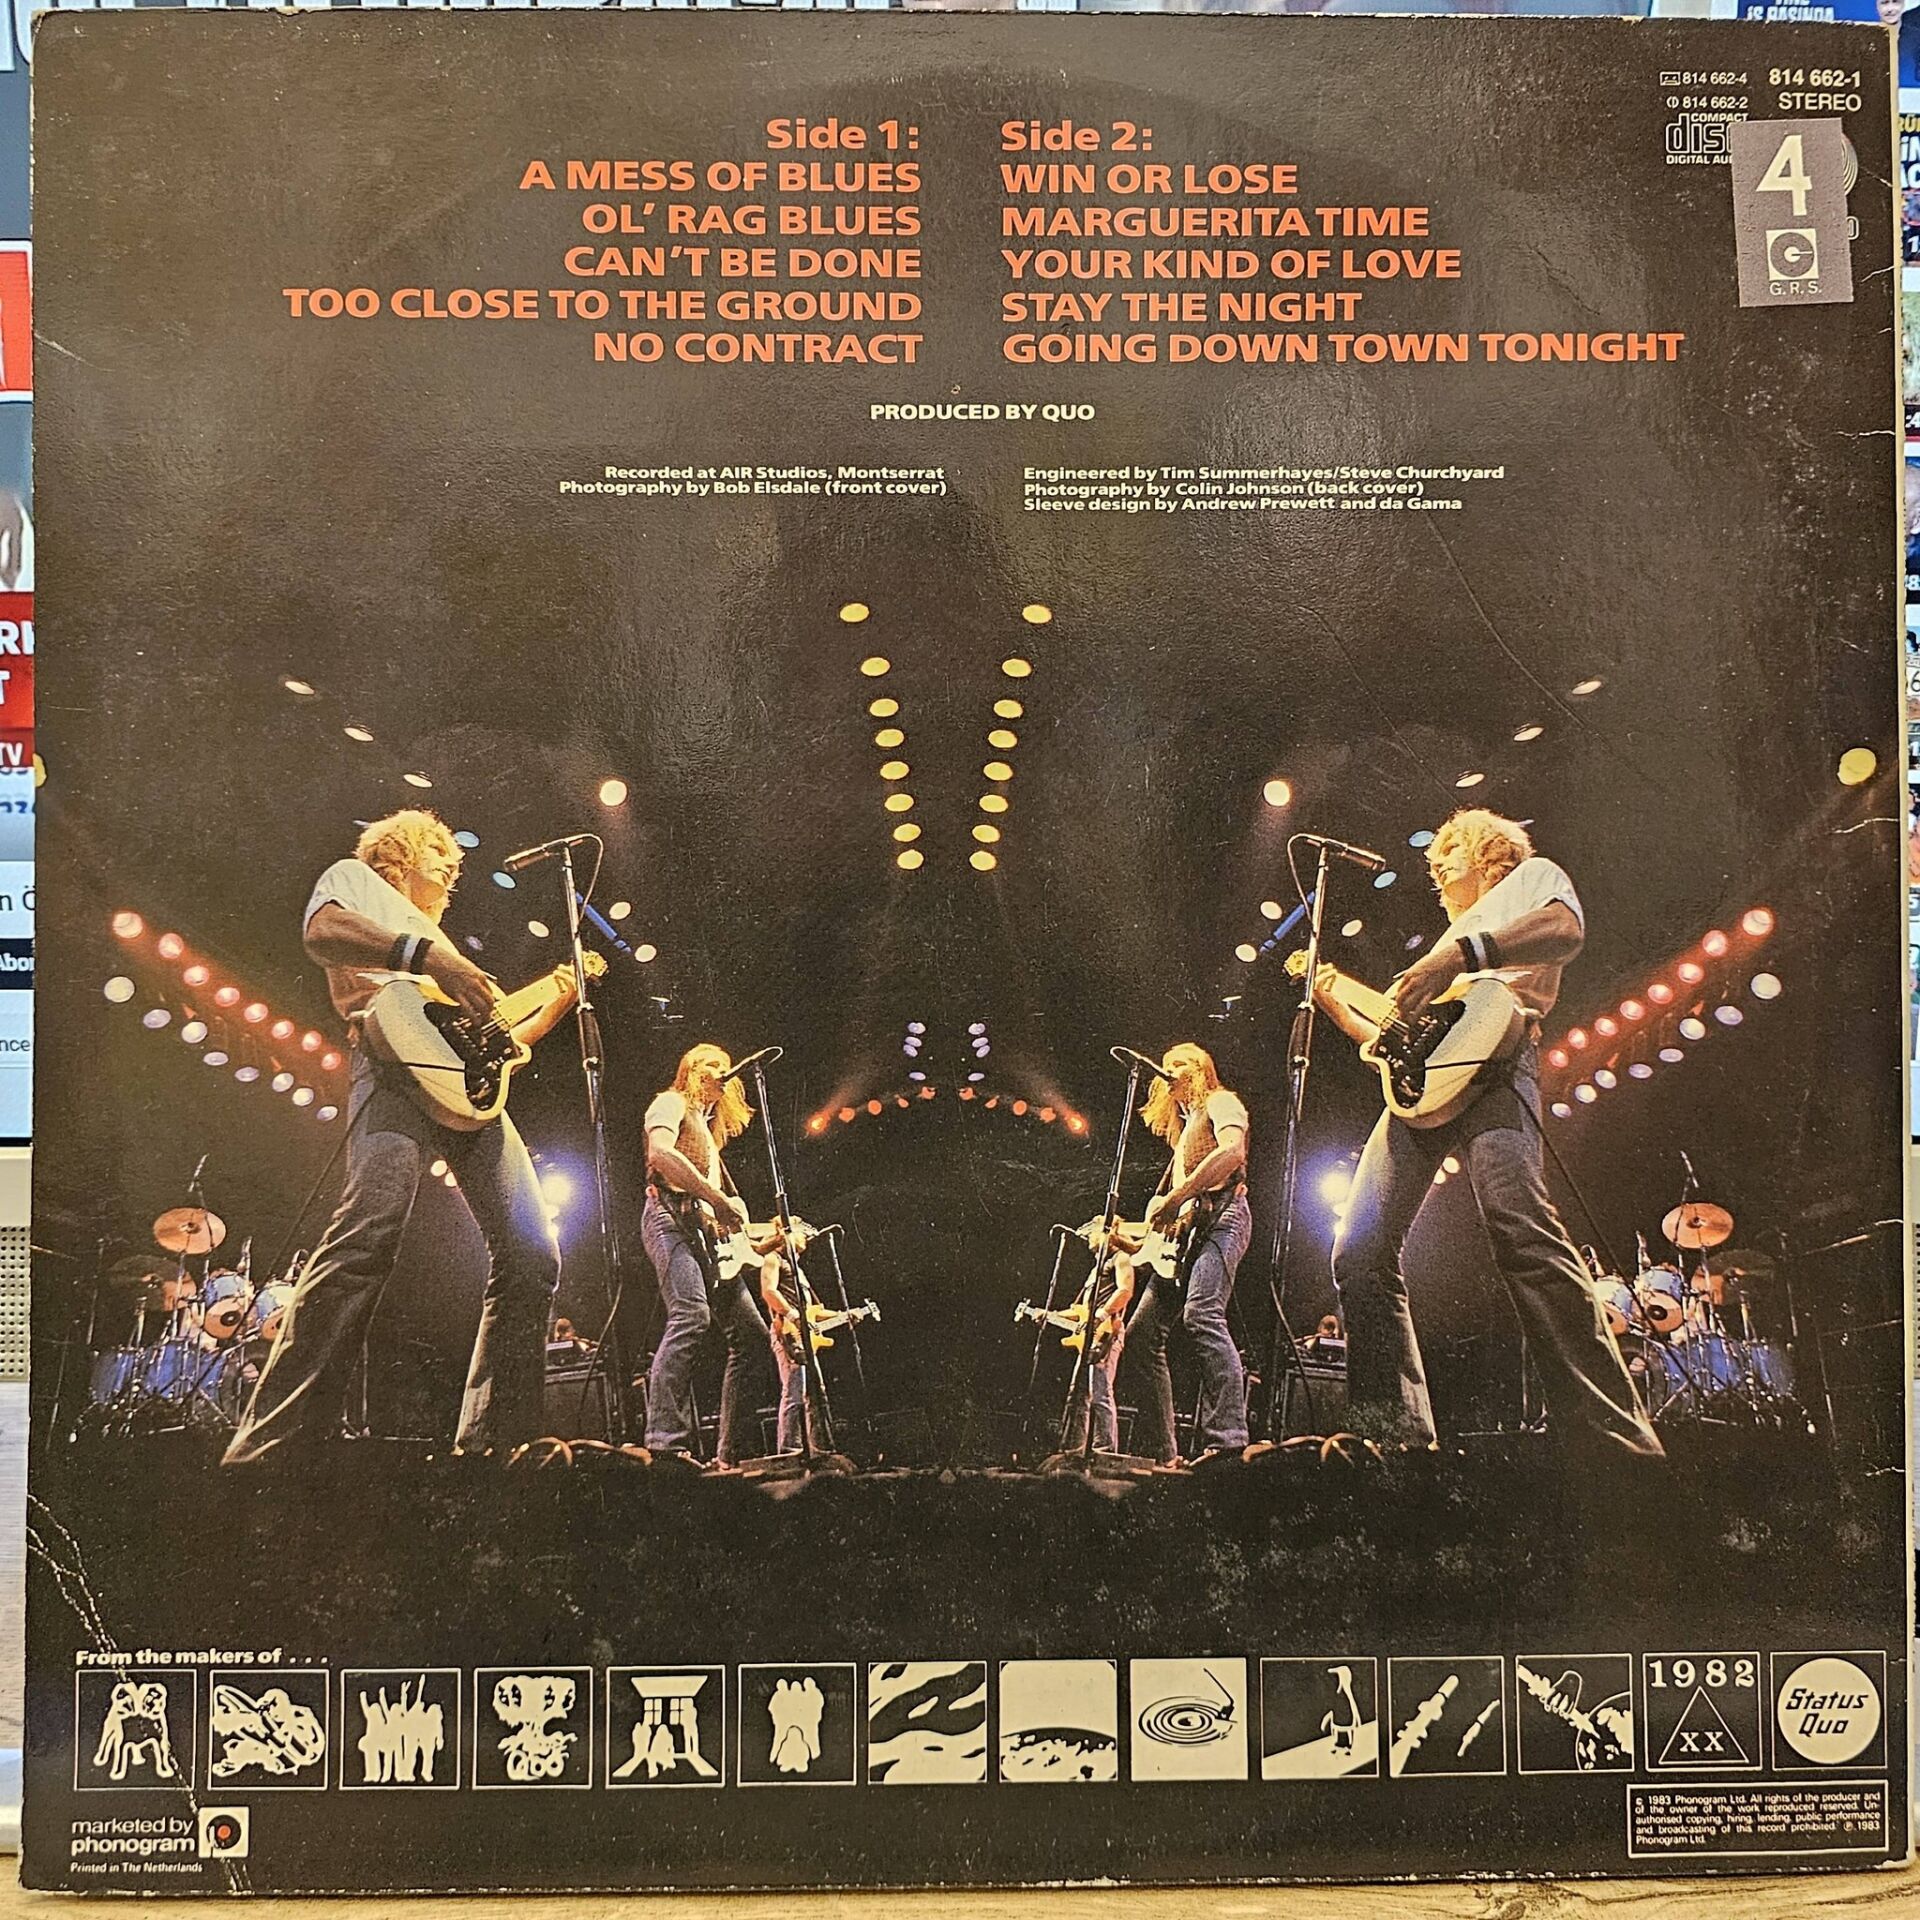 814 662-4 814 662-1
814 662-2 STEREO
COMPACT
DIGITAL
4
G
G.R.S.
Side 1:
A MESS OF BLUES
OL' RAG BLUES
CAN'T BE DONE
TOO CLOSE TO THE GROUND
NO CONTRACT
Side 2:
WIN OR LOSE
MARGUERITA TIME
YOUR KIND OF LOVE
STAY THE NIGHT
GOING DOWN TOWN TONIGHT
PRODUCED BY QUO
Recorded at AIR Studios, Montserrat
Photography by Bob Elsdale (front cover)
Engineered by Tim Summerhayes/Steve Churchyard
Photography by Colin Johnson (back cover)
Sleeve design by Andrew Prewett and da Gama
From the makers of . . .
1982
XX
Status
Quo
marketed by
phonogram
Printed in The Netherlands
© 1983 Phonogram Ltd. All rights of the producer and
of the owner of the work reproduced reserved. Un-
authorised copying, hiring, lending, public performance
and broadcasting of this record prohibited. ℗ 1983
Phonogram Ltd.